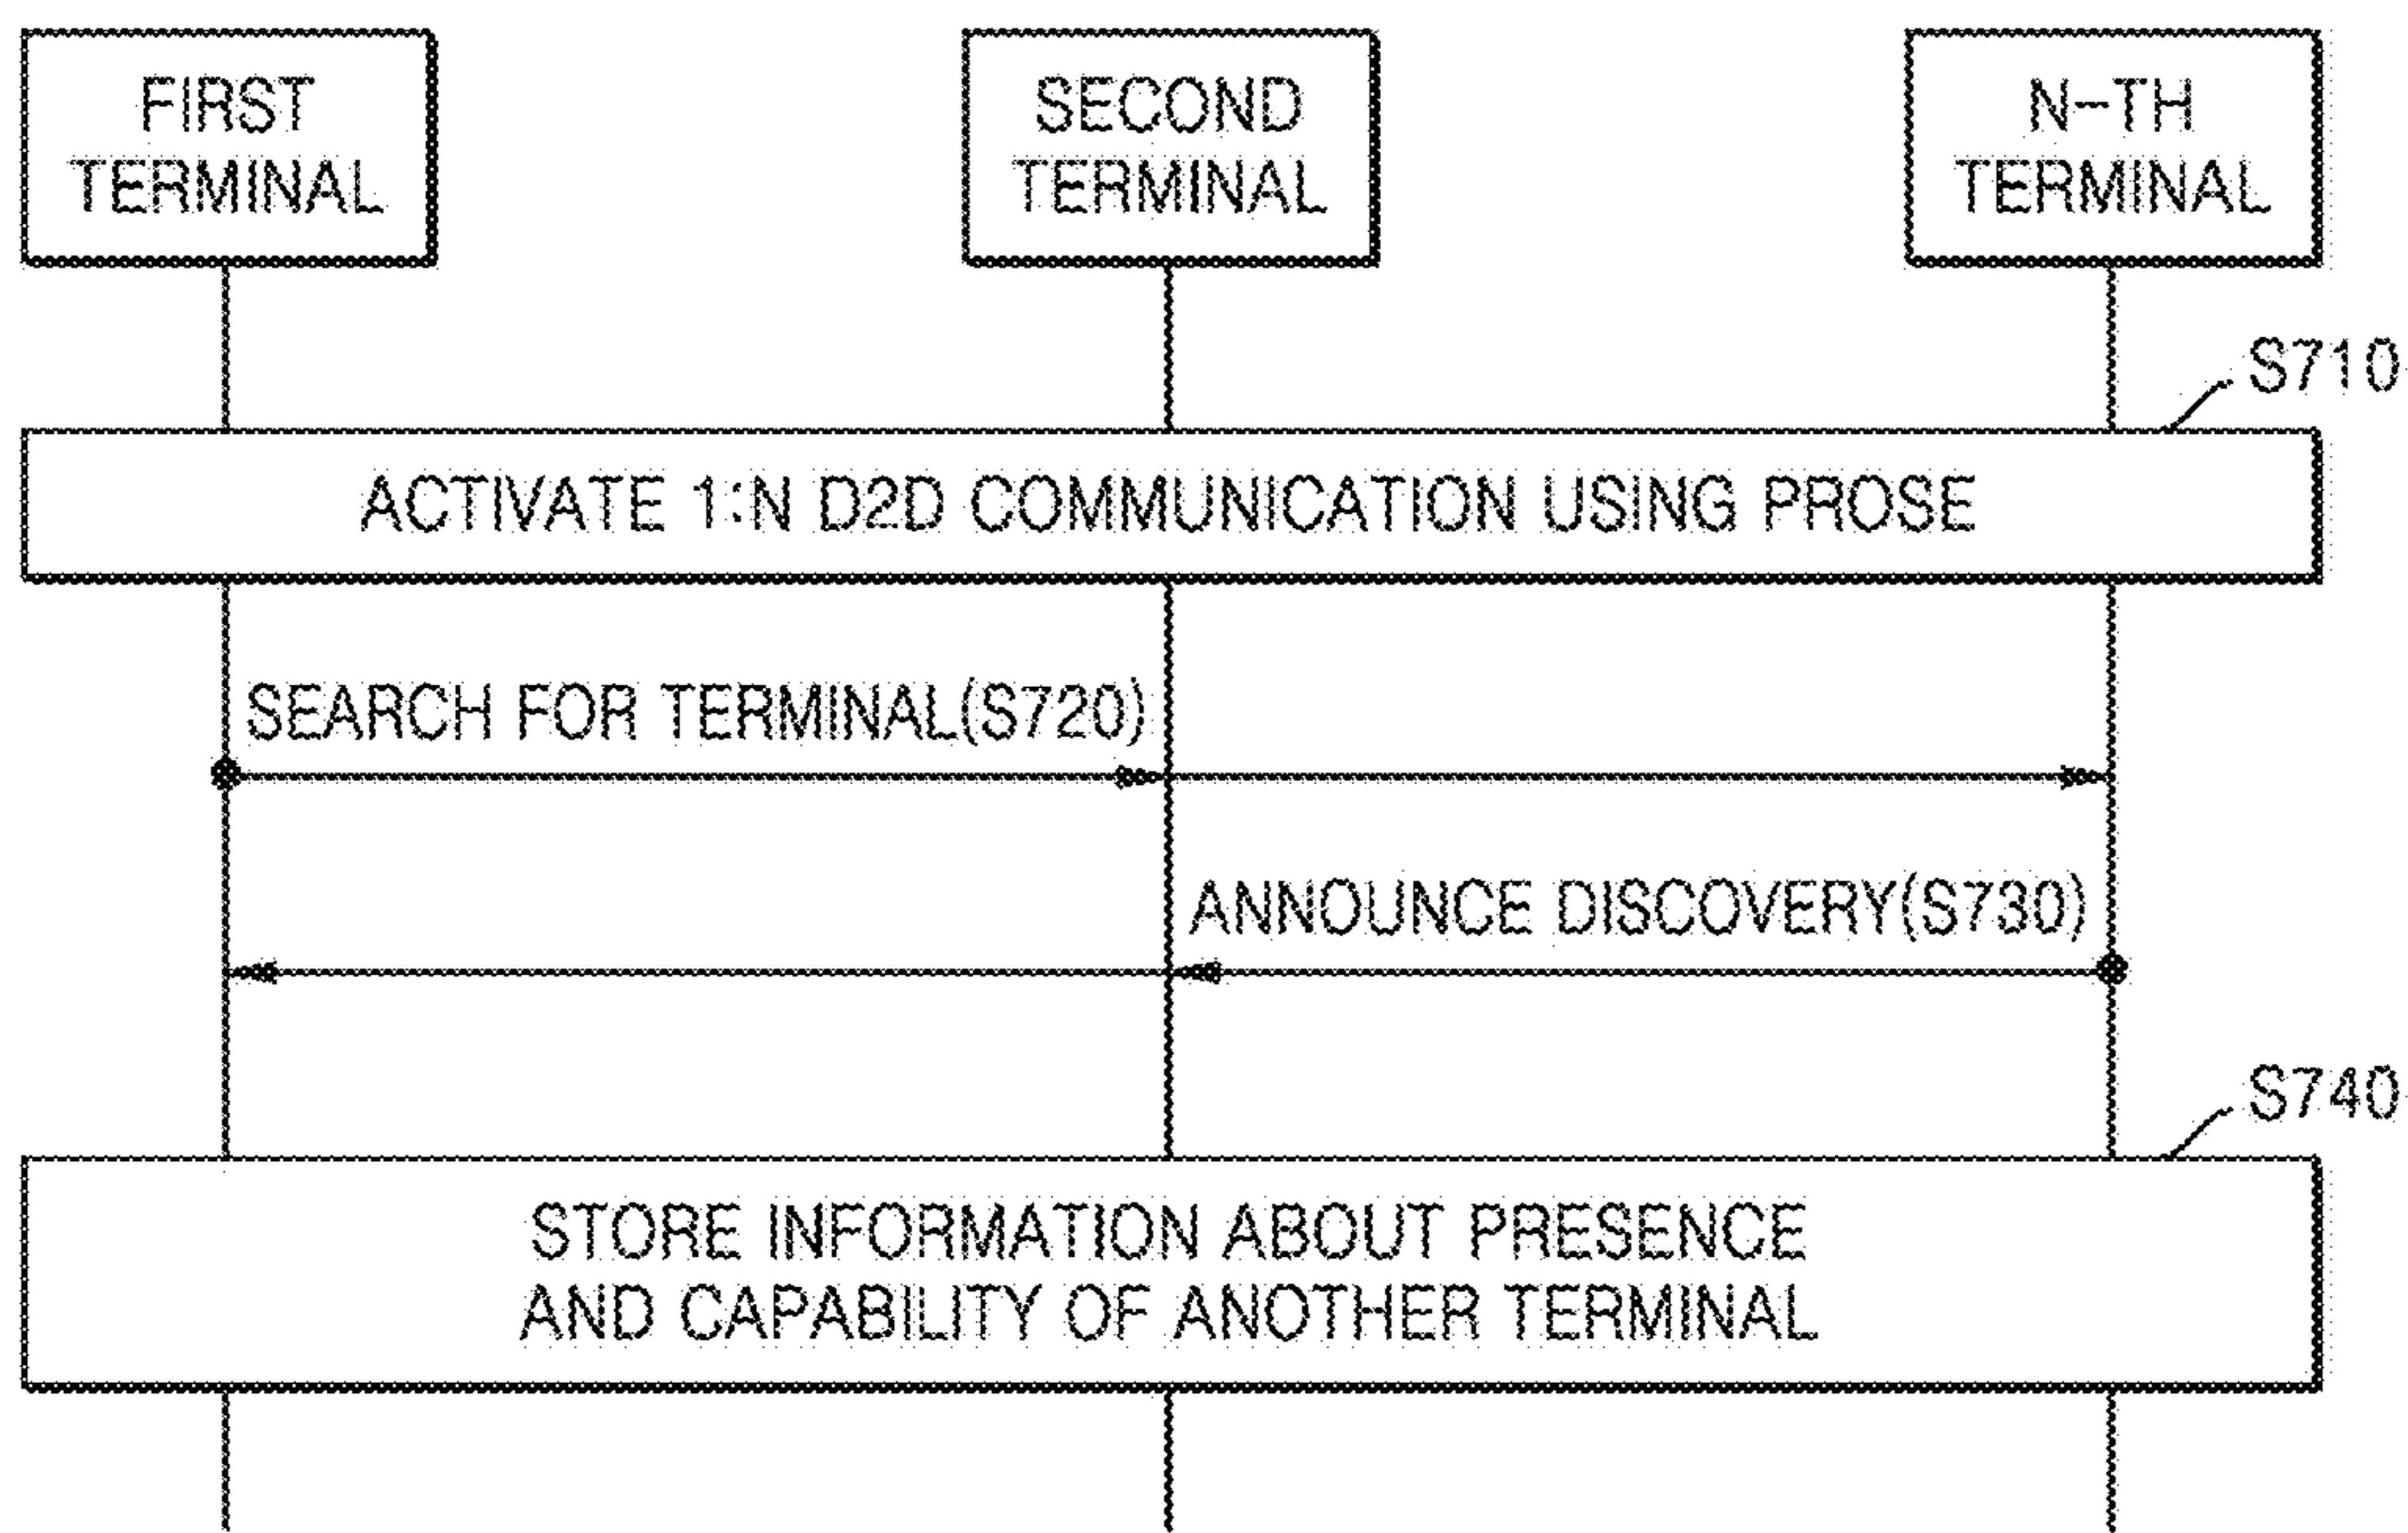 FIRST
TERMINAL
SECOND
TERMINAL
N-TH
TERMINAL
S710
ACTIVATE 1:N D2D COMMUNICATION USING PROSE
SEARCH FOR TERMINAL(S720)
ANNOUNCE DISCOVERY(S730)
S740
STORE INFORMATION ABOUT PRESENCE
AND CAPABILITY OF ANOTHER TERMINAL